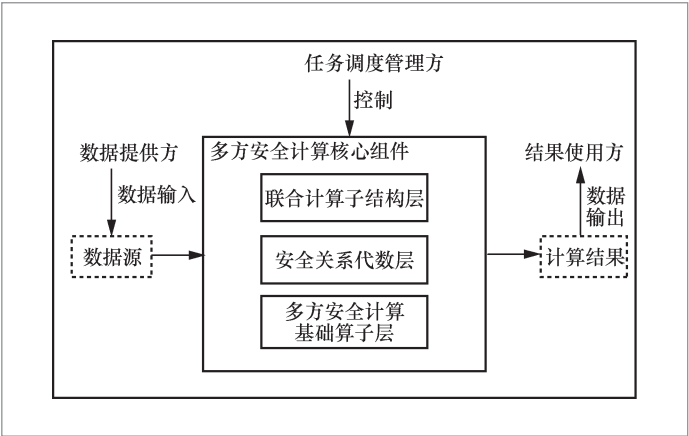 任务调度管理方
控制
数据提供方
多方安全计算核心组件
结果使用方
数据输入
联合计算子结构层
数据
输出
数据源
安全关系代数层
计算结果
多方安全计算
基础算子层